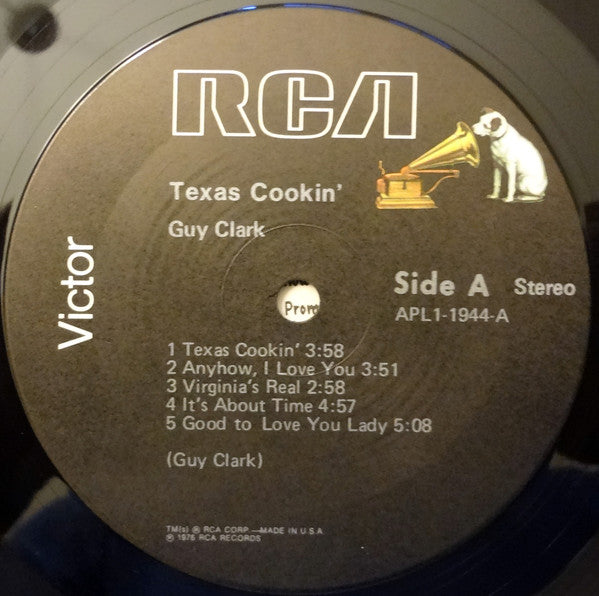 RCA
Texas Cookin'
Guy Clark
Victor
Side A Stereo
APL1-1944-A
Prom
1 Texas Cookin' 3:58
2 Anyhow, I Love You 3:51
3 Virginia's Real 2:58
4 It's About Time 4:57
5 Good to Love You Lady 5:08
(Guy Clark)
TM(s) ® RCA CORP.—MADE IN U.S.A.
℗ 1976 RCA RECORDS